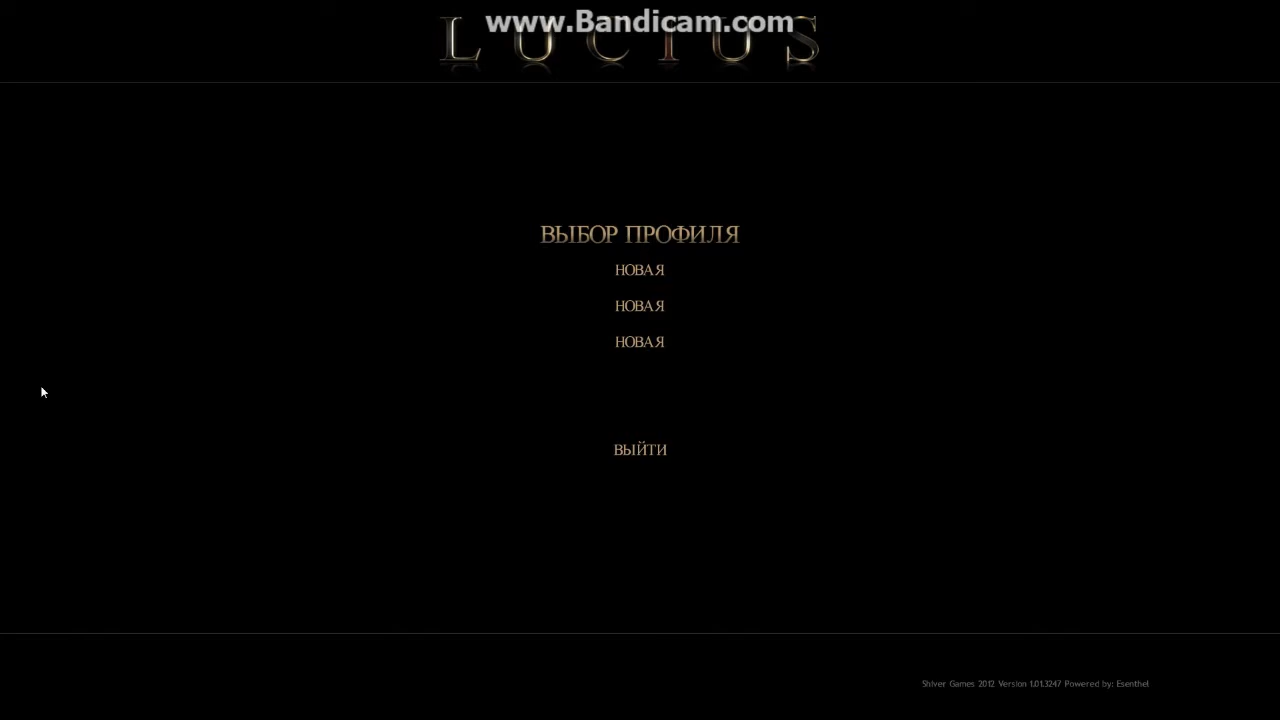 www.Bandicam.com
LUCIUS
ВЫБОР ПРОФИЛЯ
НОВАЯ
НОВАЯ
НОВАЯ
ВЫЙТИ
Shiver Games 2012 Version 1.01.3247 Powered by: Esenthel